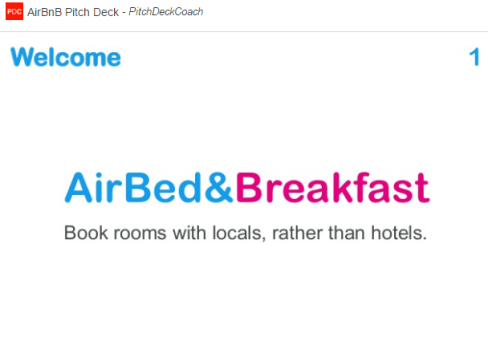 PDC AirBnB Pitch Deck - PitchDeckCoach
Welcome 1
AirBed&Breakfast
Book rooms with locals, rather than hotels.